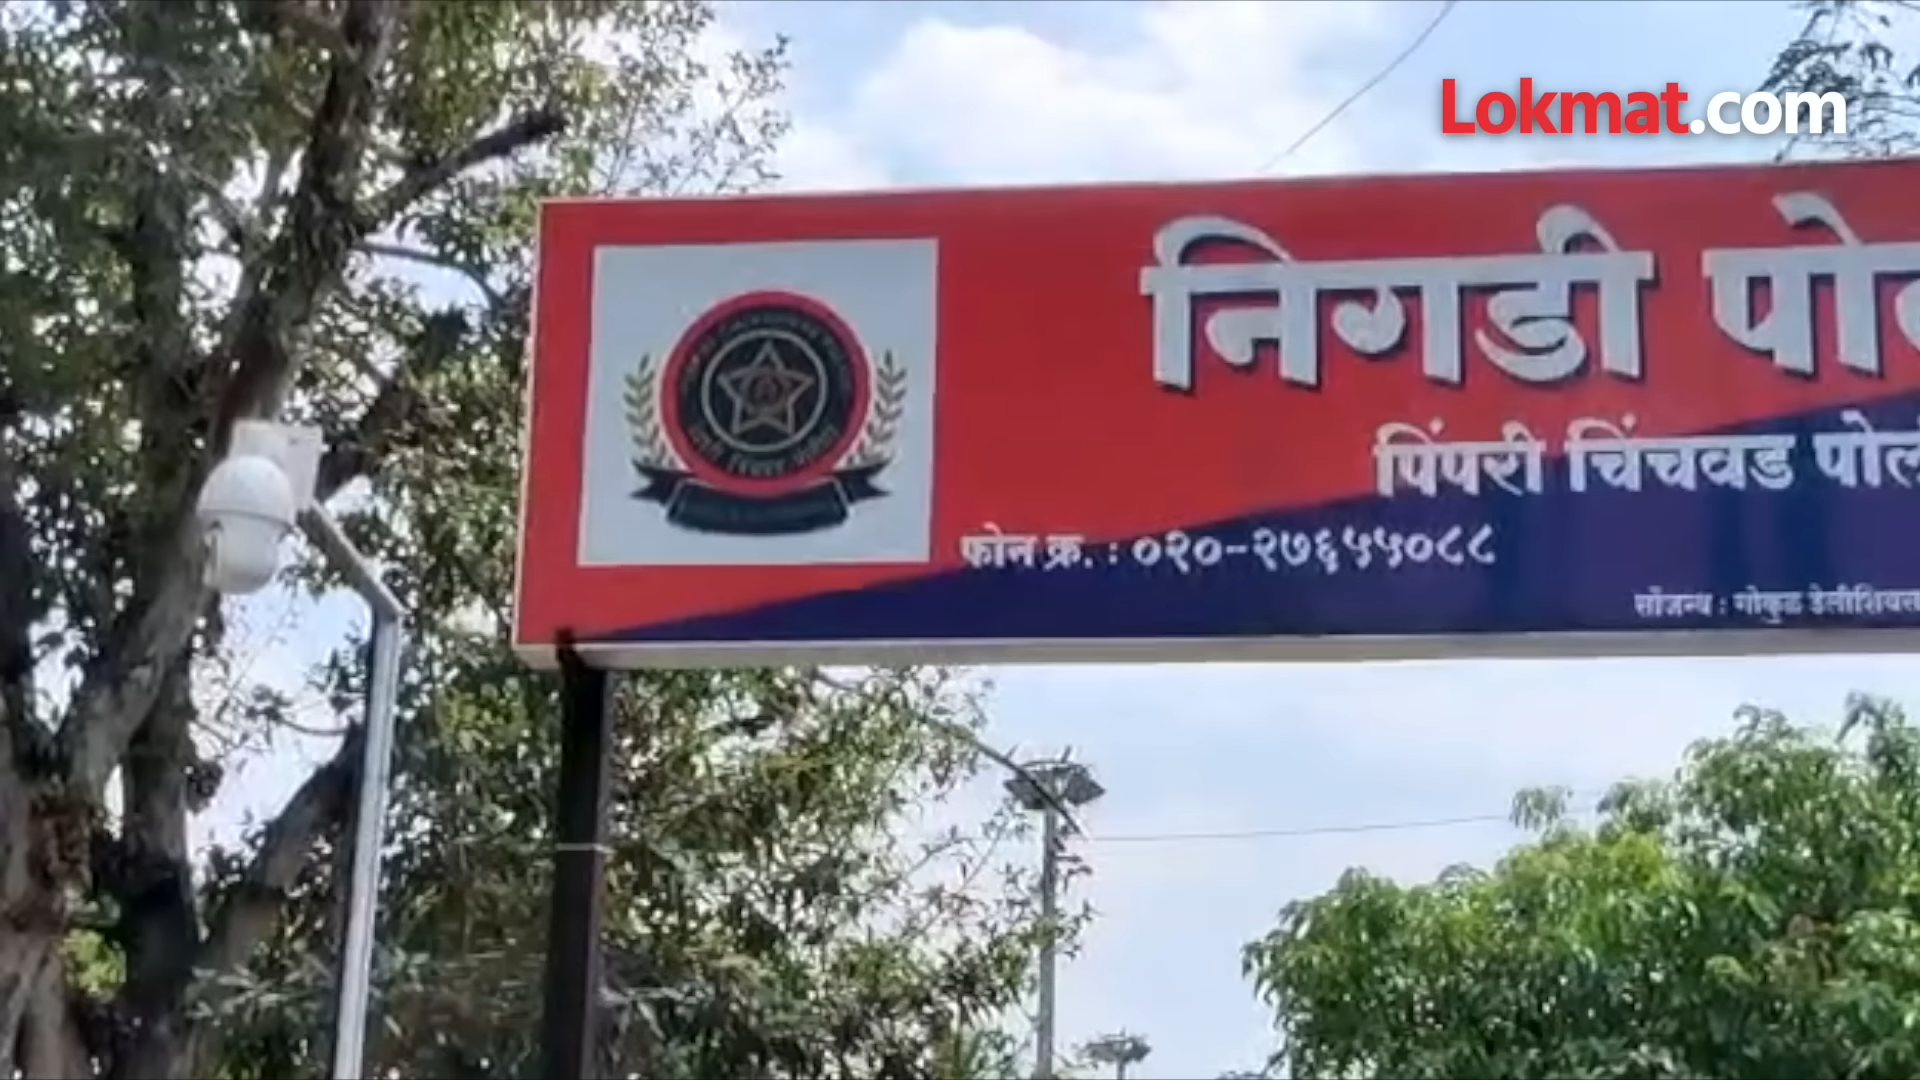 Lokmat.com
निगडी पो
पिंपरी चिंचवड पोल
फोन क्र. : ०२०-२७६५५०८८
सौजन्य : गोकुळ डेलीशियस